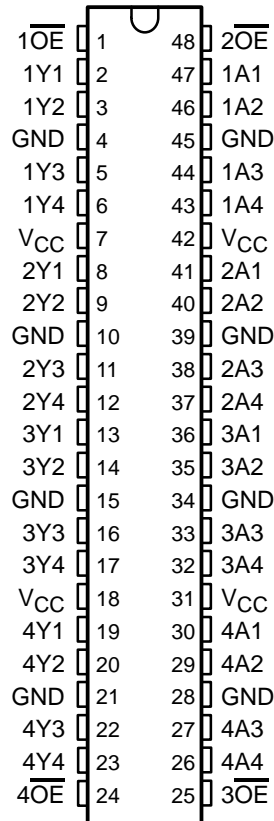 1O̅E̅ 1 48 2O̅E̅
1Y1 2 47 1A1
1Y2 3 46 1A2
GND 4 45 GND
1Y3 5 44 1A3
1Y4 6 43 1A4
VCC 7 42 VCC
2Y1 8 41 2A1
2Y2 9 40 2A2
GND 10 39 GND
2Y3 11 38 2A3
2Y4 12 37 2A4
3Y1 13 36 3A1
3Y2 14 35 3A2
GND 15 34 GND
3Y3 16 33 3A3
3Y4 17 32 3A4
VCC 18 31 VCC
4Y1 19 30 4A1
4Y2 20 29 4A2
GND 21 28 GND
4Y3 22 27 4A3
4Y4 23 26 4A4
4O̅E̅ 24 25 3O̅E̅